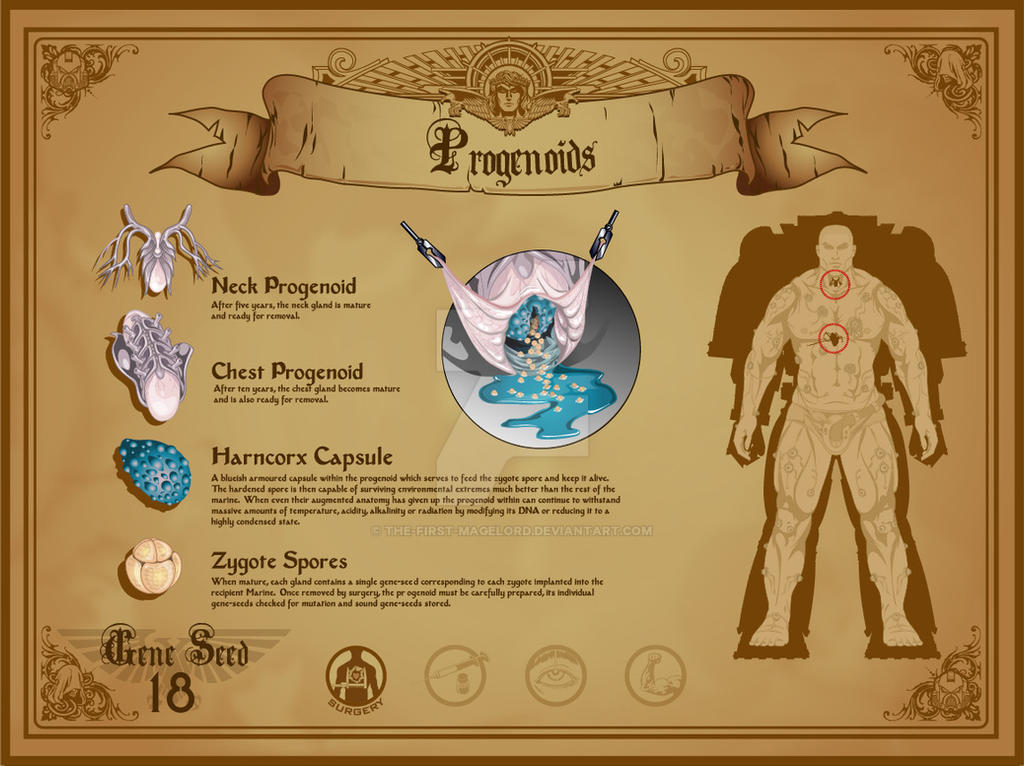 Progenoids
Neck Progenoid
After five years, the neck gland is mature
and ready for removal.
Chest Progenoid
After ten years, the chest gland becomes mature
and is also ready for removal.
Harncorx Capsule
A blueish armoured capsule within the progenoid which serves to feed the zygote spore and keep it alive.
The hardened spore is then capable of surviving environmental extremes much better than the rest of the
marine. When even their augmented anatomy has given up the progenoid within can continue to withstand
massive amounts of temperature, acidity, alkalinity or radiation by modifying its DNA or reducing it to a
highly condensed state.
© THE-FIRST-MAGELORD.DEVIANTART.COM
Zygote Spores
When mature, each gland contains a single gene-seed corresponding to each zygote implanted into the
recipient Marine. Once removed by surgery, the pro genoid must be carefully prepared, its individual
gene-seeds checked for mutation and sound gene-seeds stored.
Gene Seed
18
SURGERY